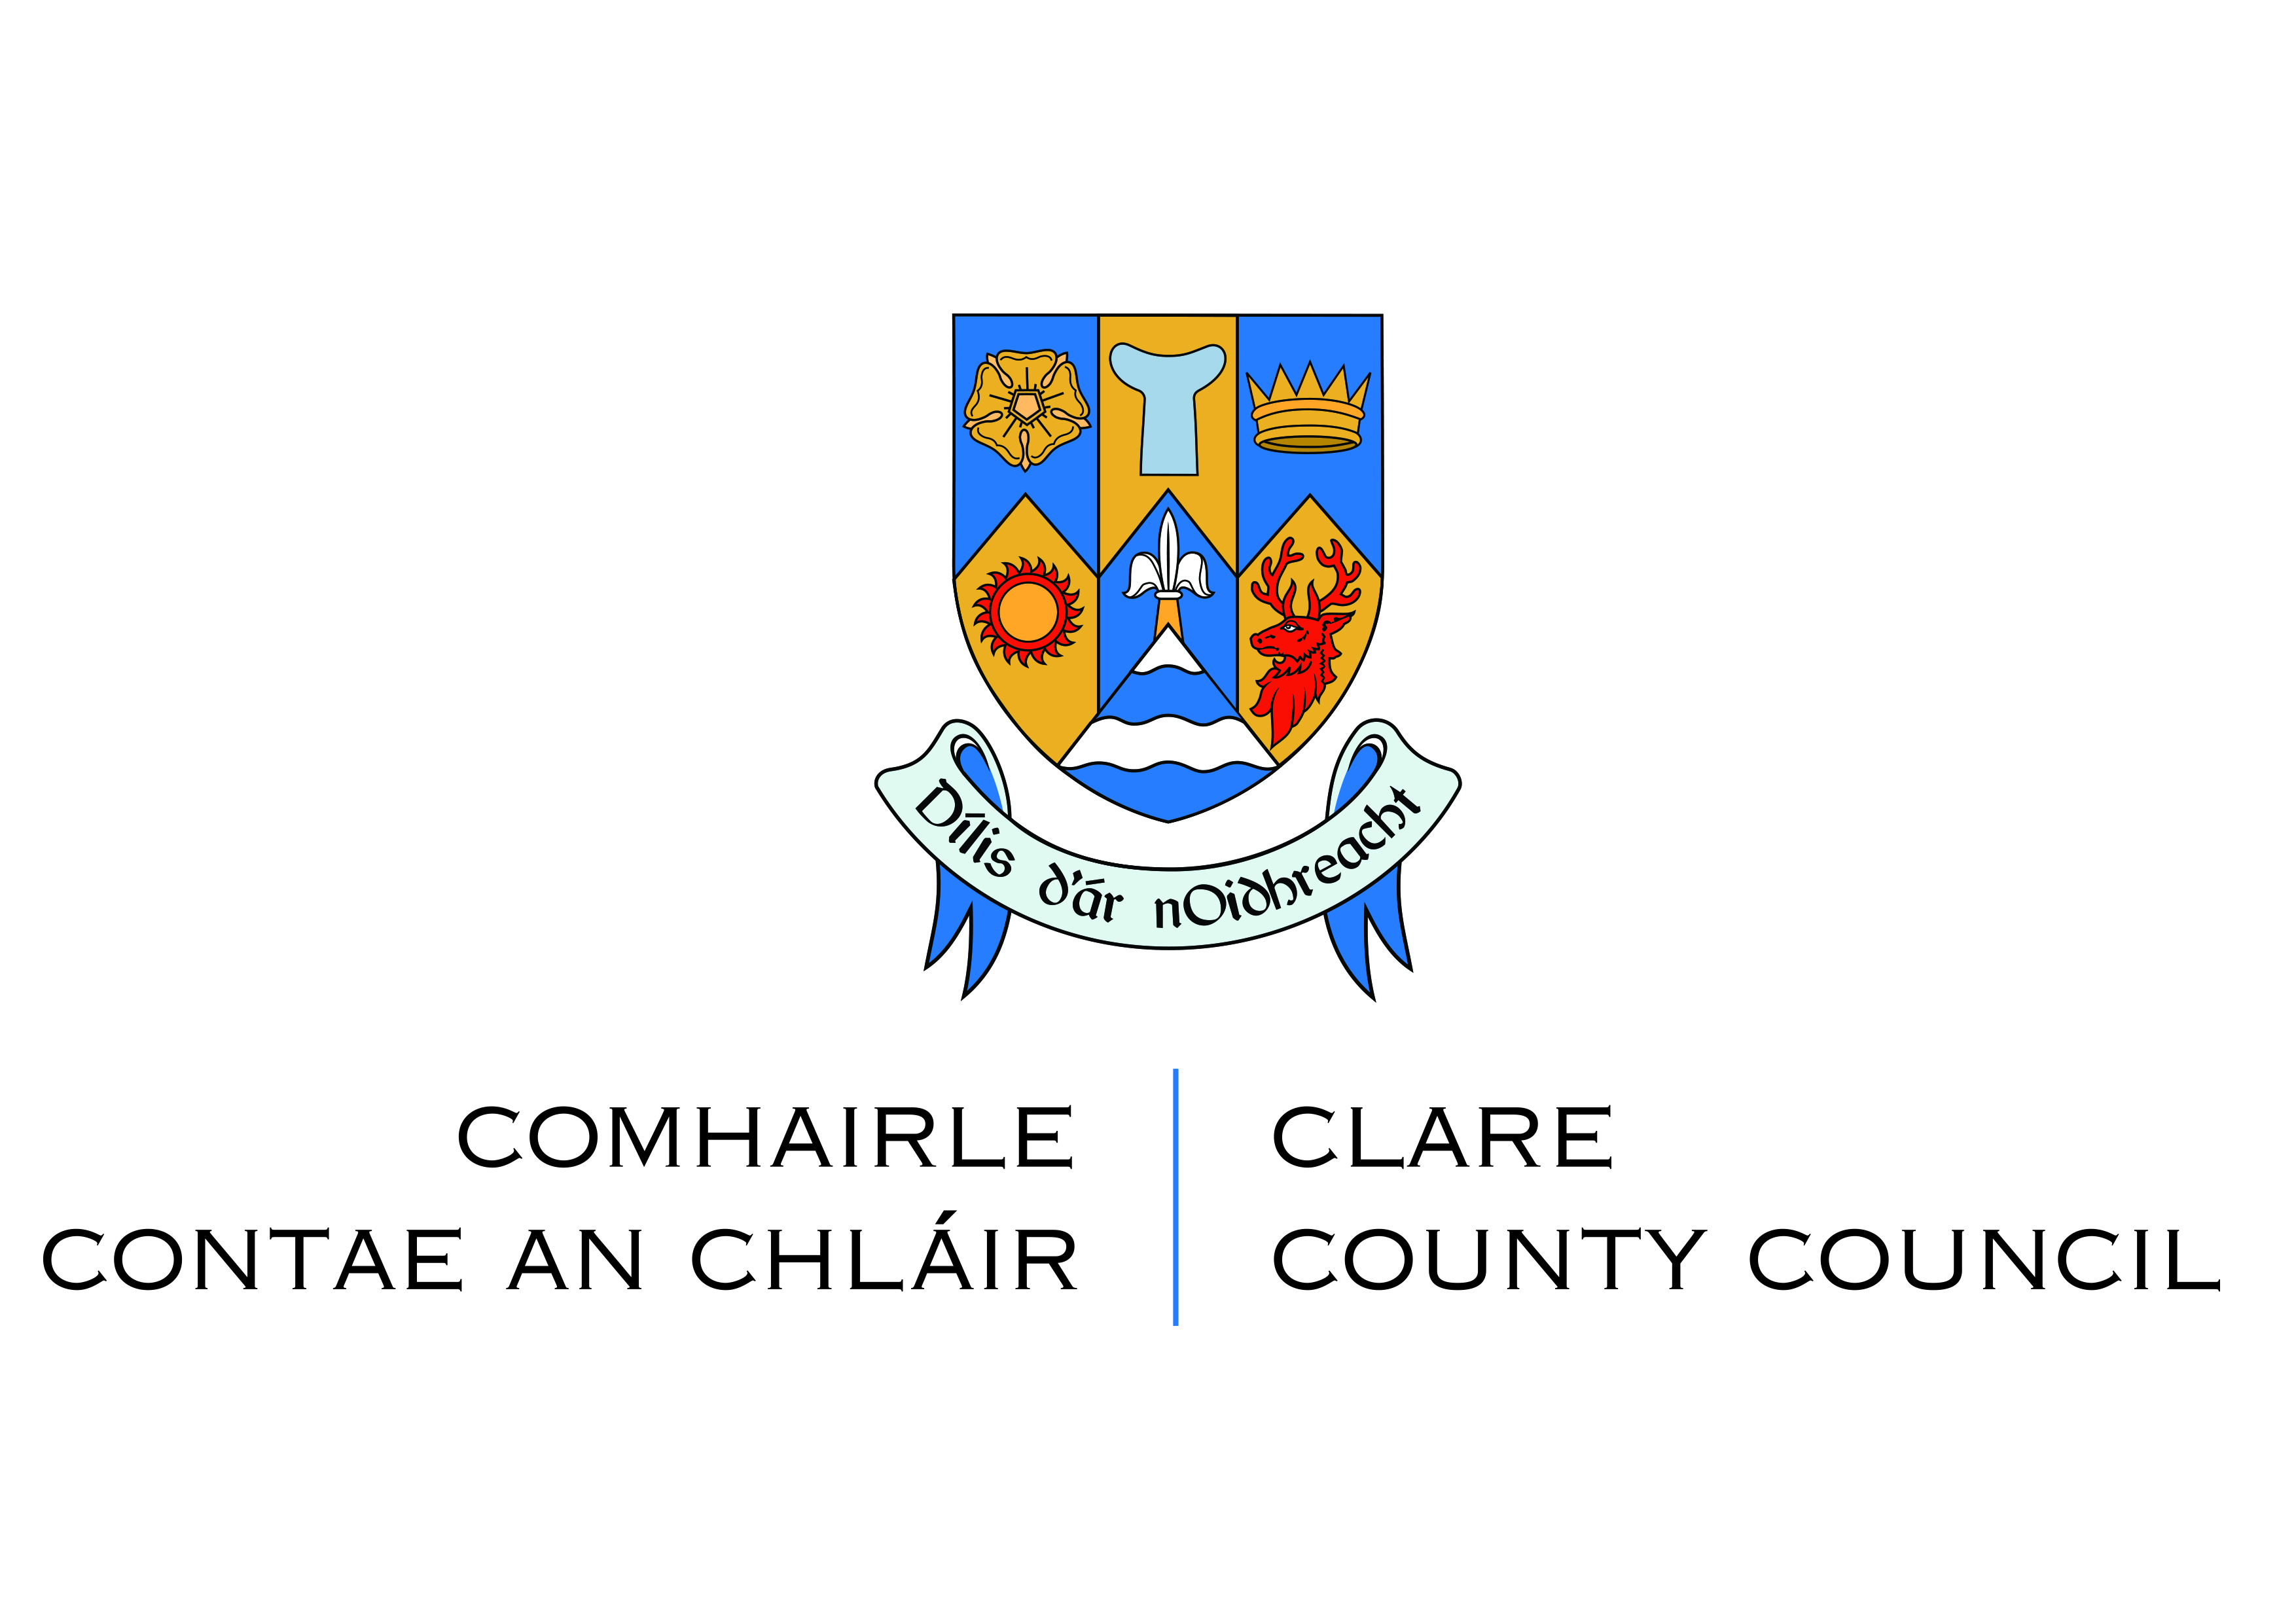 Dílis d'ár nOidhreacht
COMHAIRLE
CONTAE AN CHLÁIR
CLARE
COUNTY COUNCIL